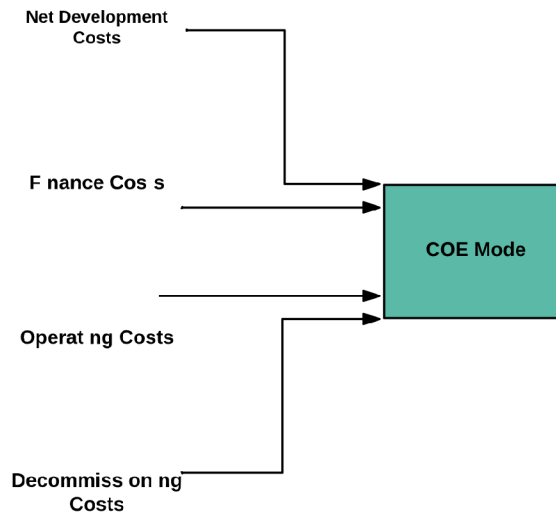 Net Development
Costs
F nance Cos s
COE Mode
Operat ng Costs
Decommiss on ng
Costs